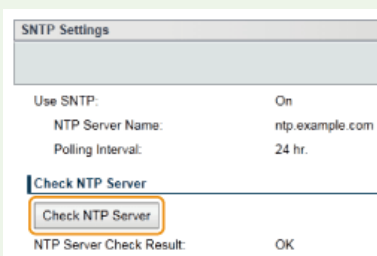 SNTP Settings
Use SNTP: On
NTP Server Name: ntp.example.com
Polling Interval: 24 hr.
Check NTP Server
Check NTP Server
NTP Server Check Result: OK